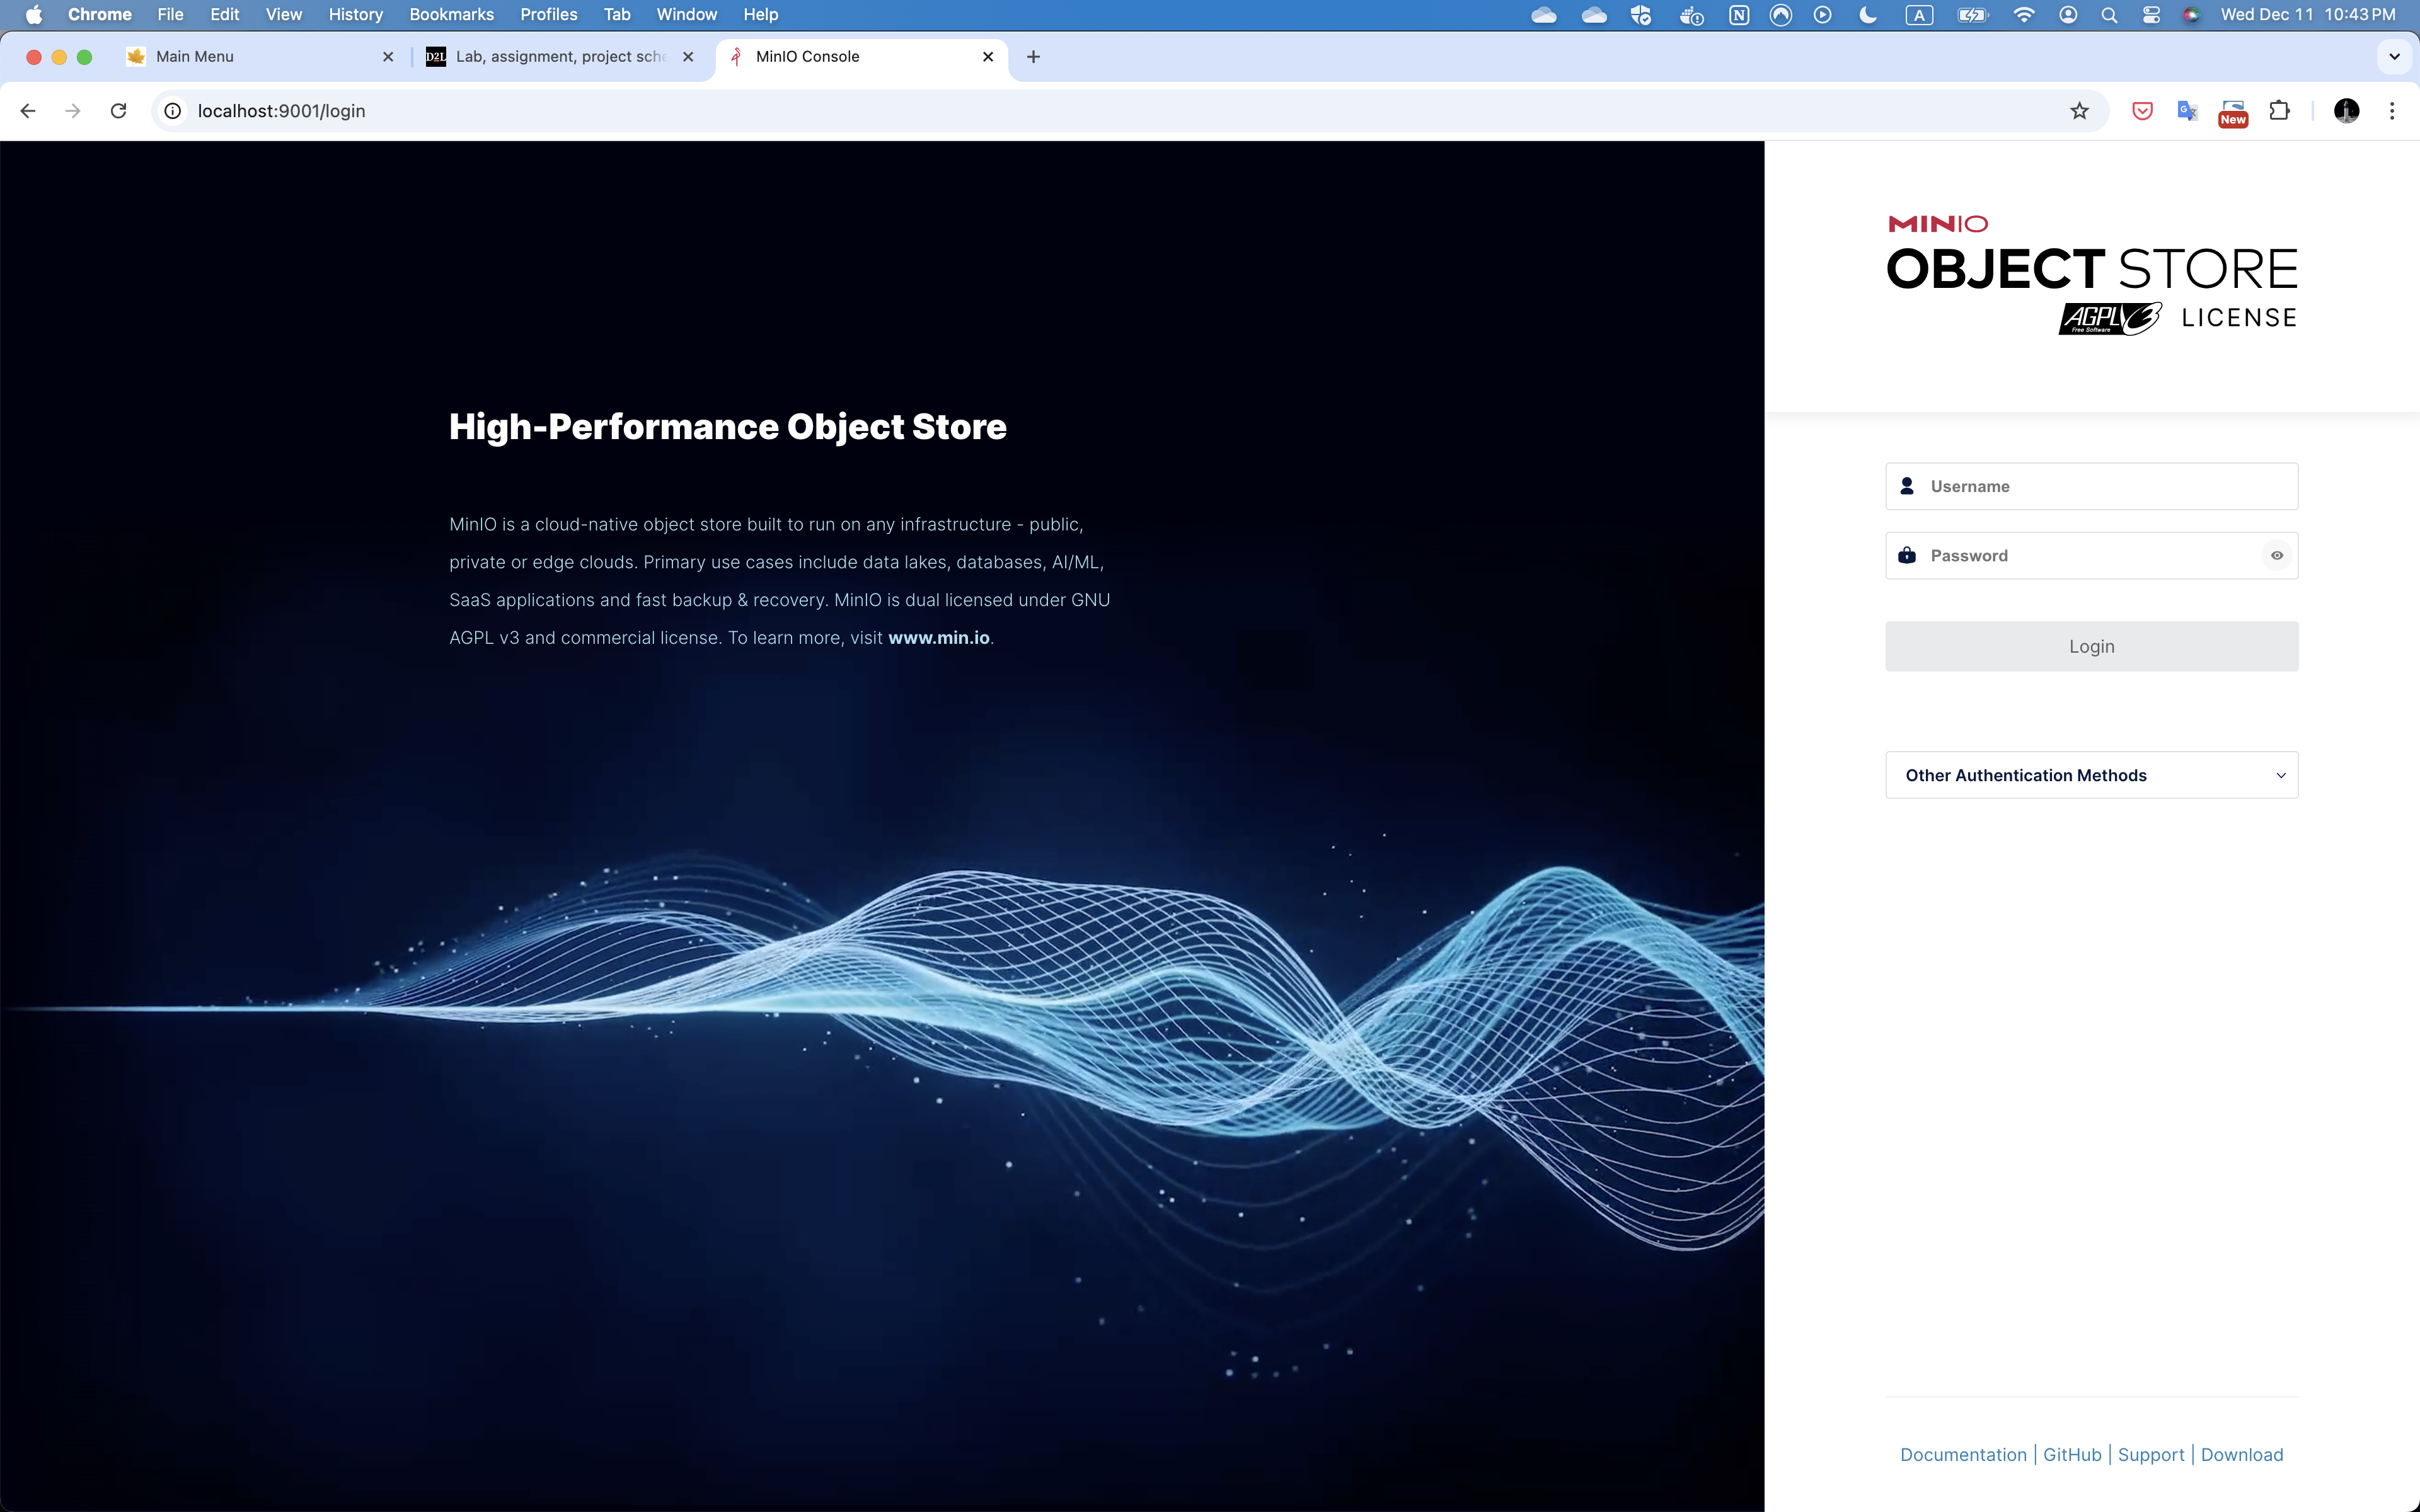 Chrome File Edit View History Bookmarks Profiles Tab Window Help A Wed Dec 11 10:43 PM
Main Menu D2L Lab, assignment, project sche MinIO Console
localhost:9001/login New
High-Performance Object Store
MinIO is a cloud-native object store built to run on any infrastructure - public,
private or edge clouds. Primary use cases include data lakes, databases, AI/ML,
SaaS applications and fast backup & recovery. MinIO is dual licensed under GNU
AGPL v3 and commercial license. To learn more, visit www.min.io.
MINIO
OBJECT STORE
AGPL v3 Free Software LICENSE
Username
Password
Login
Other Authentication Methods
Documentation | GitHub | Support | Download